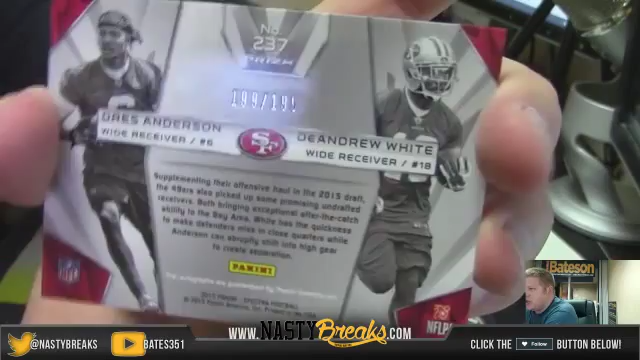 No
237
PRIZM
199/199
DRES ANDERSON
WIDE RECEIVER / #6
SF
DEANDREW WHITE
WIDE RECEIVER / #18
Supplementing their offensive haul in the 2015 draft,
the 49ers also picked up some promising undrafted
receivers. Both bringing exceptional after-the-catch
ability to the Bay Area. White has the quickness
to make defenders miss in close quarters while
Anderson can abruptly shift into high gear
to create separation.
PANINI
NFL
NFLP
Bateson
@NASTYBREAKS
BATES351
WWW.NASTYBreaks.COM
CLICK THE Follow BUTTON BELOW!